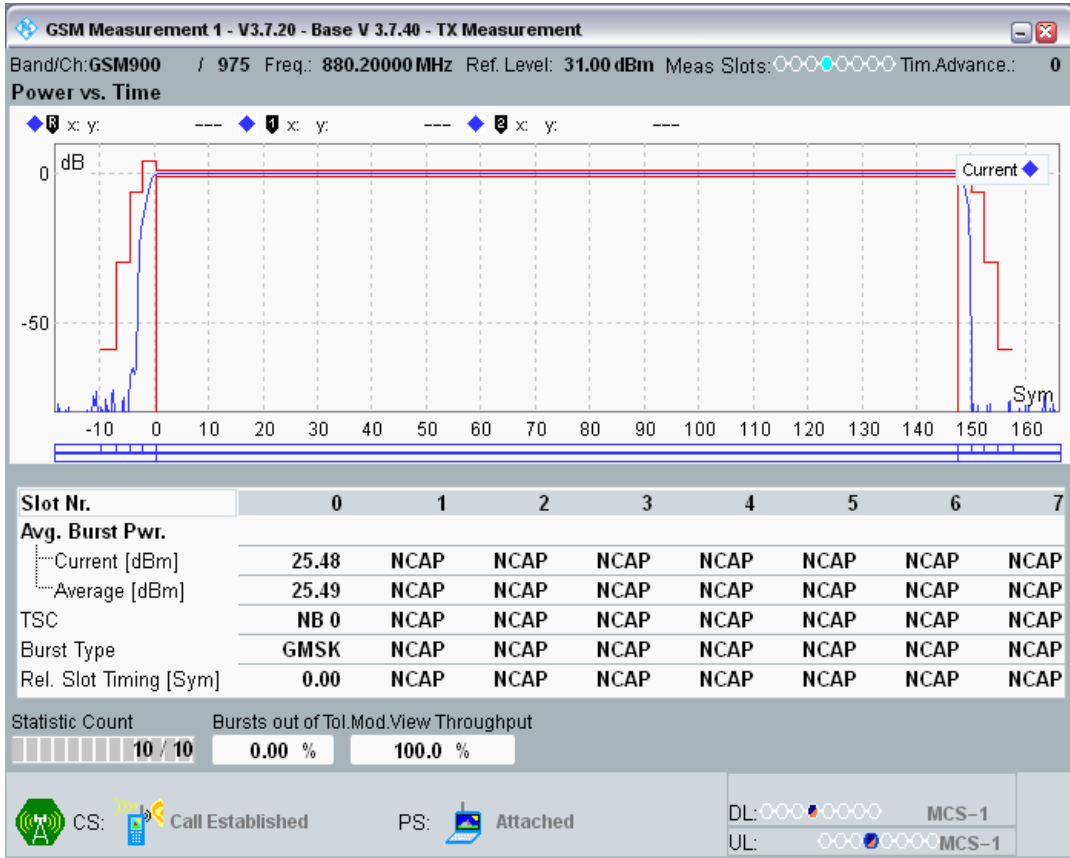 GSM Measurement 1 - V3.7.20 - Base V 3.7.40 - TX Measurement
Band/Ch:GSM900 / 975 Freq.: 880.20000 MHz Ref. Level: 31.00 dBm Meas Slots: Tim.Advance.: 0
Power vs. Time
R x: y: --- 1 x: y: --- 2 x: y: ---
dB
Current
0
-50
Sym
-10 0 10 20 30 40 50 60 70 80 90 100 110 120 130 140 150 160
Slot Nr. 0 1 2 3 4 5 6 7
Avg. Burst Pwr.
Current [dBm] 25.48 NCAP NCAP NCAP NCAP NCAP NCAP NCAP
Average [dBm] 25.49 NCAP NCAP NCAP NCAP NCAP NCAP NCAP
TSC NB 0 NCAP NCAP NCAP NCAP NCAP NCAP NCAP
Burst Type GMSK NCAP NCAP NCAP NCAP NCAP NCAP NCAP
Rel. Slot Timing [Sym] 0.00 NCAP NCAP NCAP NCAP NCAP NCAP NCAP
Statistic Count Bursts out of Tol.Mod.View Throughput
10 / 10 0.00 % 100.0 %
CS: Call Established PS: Attached
DL: MCS-1
UL: MCS-1